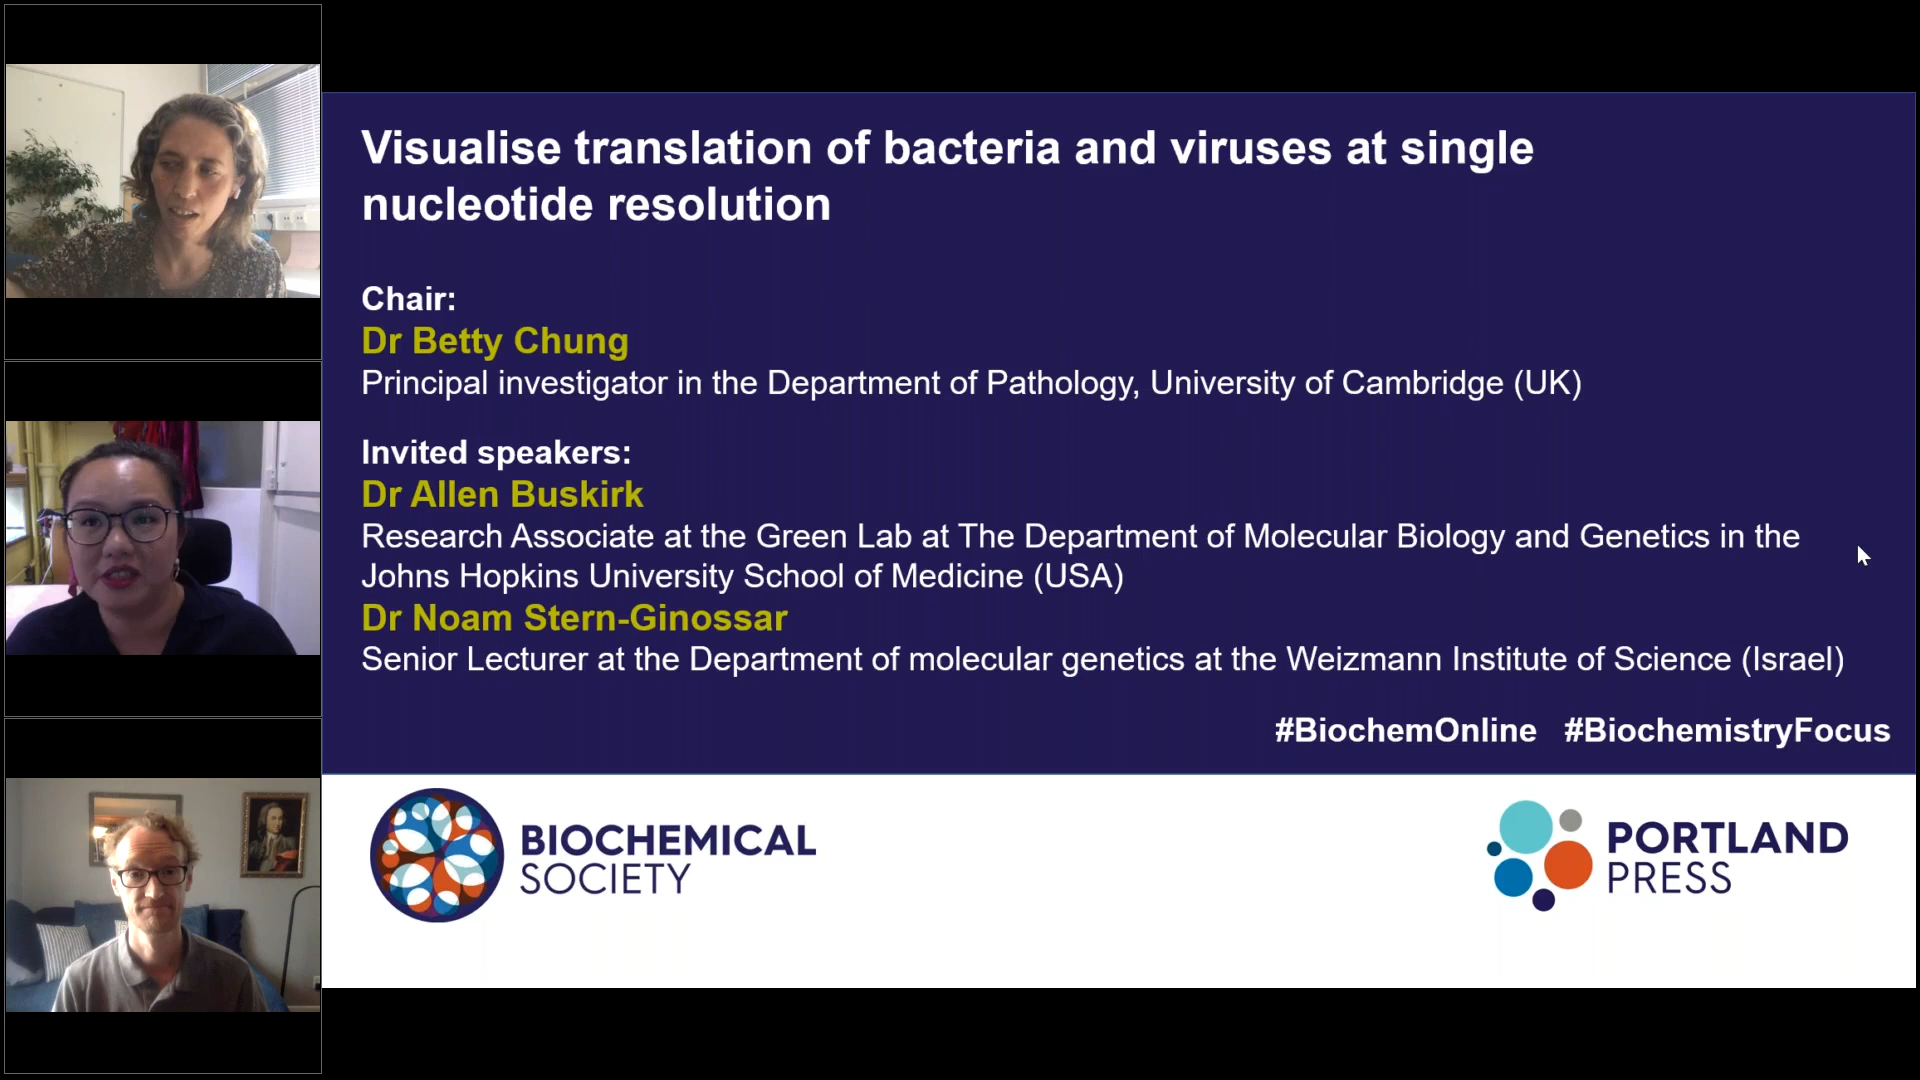 Visualise translation of bacteria and viruses at single
nucleotide resolution
Chair:
Dr Betty Chung
Principal investigator in the Department of Pathology, University of Cambridge (UK)
Invited speakers:
Dr Allen Buskirk
Research Associate at the Green Lab at The Department of Molecular Biology and Genetics in the
Johns Hopkins University School of Medicine (USA)
Dr Noam Stern-Ginossar
Senior Lecturer at the Department of molecular genetics at the Weizmann Institute of Science (Israel)
#BiochemOnline #BiochemistryFocus
BIOCHEMICAL
SOCIETY
PORTLAND
PRESS